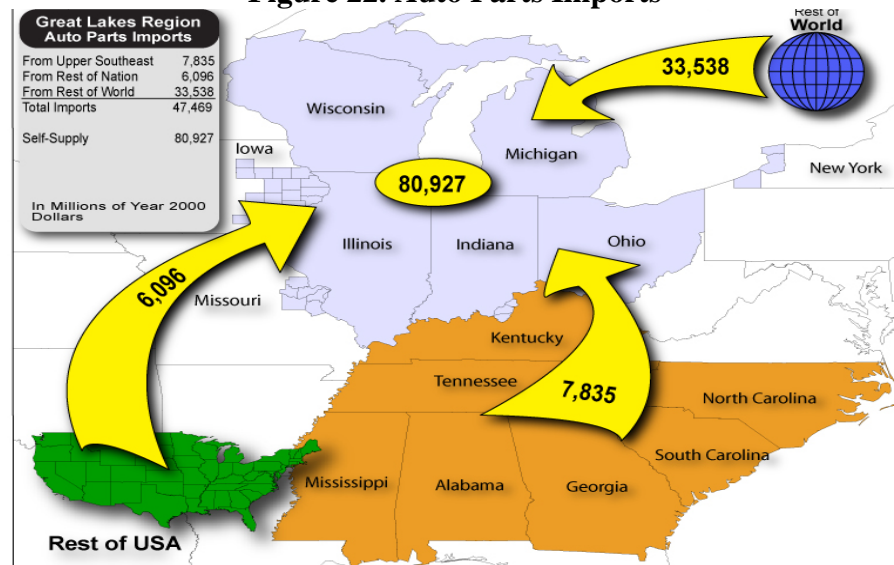 Figure 22. Auto Parts Imports
Great Lakes Region
Auto Parts Imports
From Upper Southeast 7,835
From Rest of Nation 6,096
From Rest of World 33,538
Total Imports 47,469
Self-Supply 80,927
In Millions of Year 2000
Dollars
Rest of
World
33,538
Wisconsin
Michigan
Iowa
New York
80,927
Illinois
Indiana
Ohio
6,096
Missouri
Kentucky
Tennessee
7,835
North Carolina
South Carolina
Mississippi
Alabama
Georgia
Rest of USA